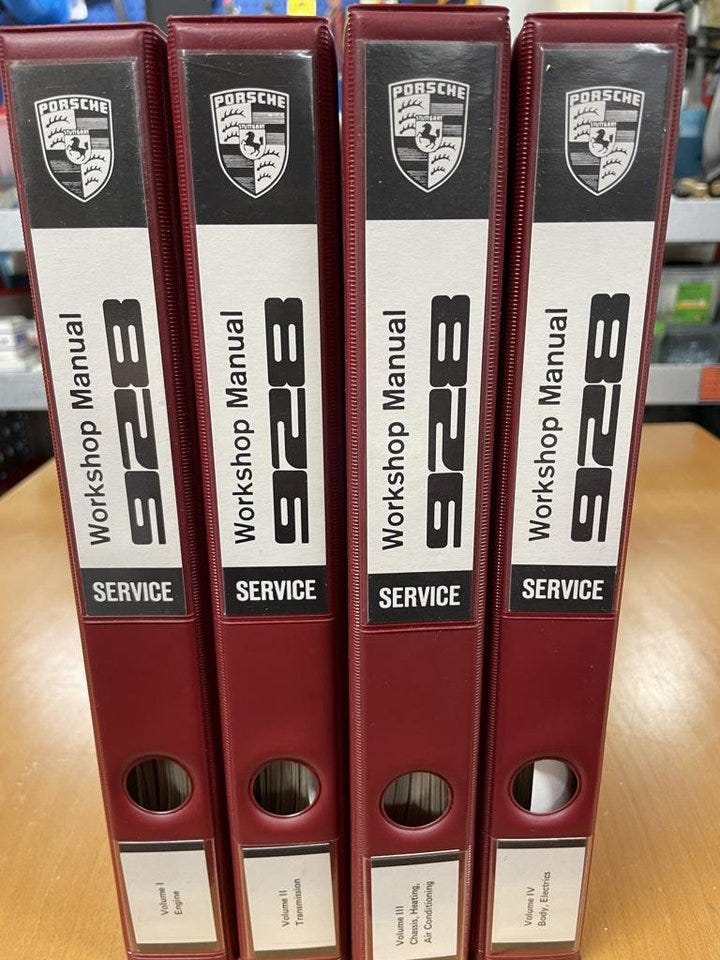 PORSCHE
STUTTGART
Workshop Manual
928
SERVICE
Volume I
Engine
PORSCHE
STUTTGART
Workshop Manual
928
SERVICE
Volume II
Transmission
PORSCHE
STUTTGART
Workshop Manual
928
SERVICE
Volume III
Chassis, Heating,
Air Conditioning
PORSCHE
STUTTGART
Workshop Manual
928
SERVICE
Volume IV
Body, Electrics